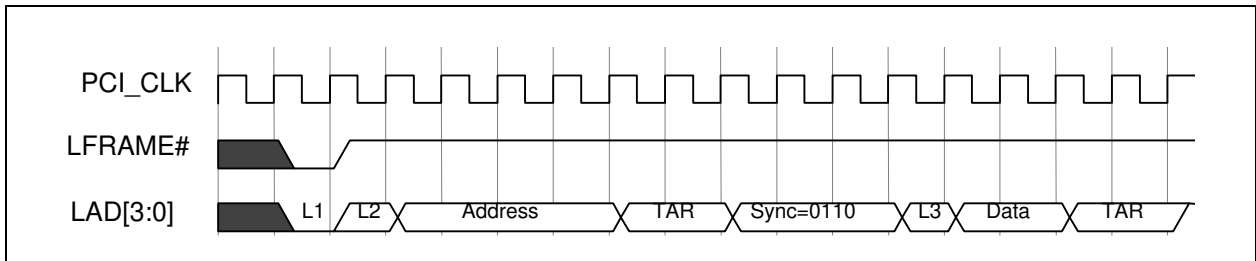 PCI_CLK
LFRAME#
LAD[3:0] L1 L2 Address TAR Sync=0110 L3 Data TAR